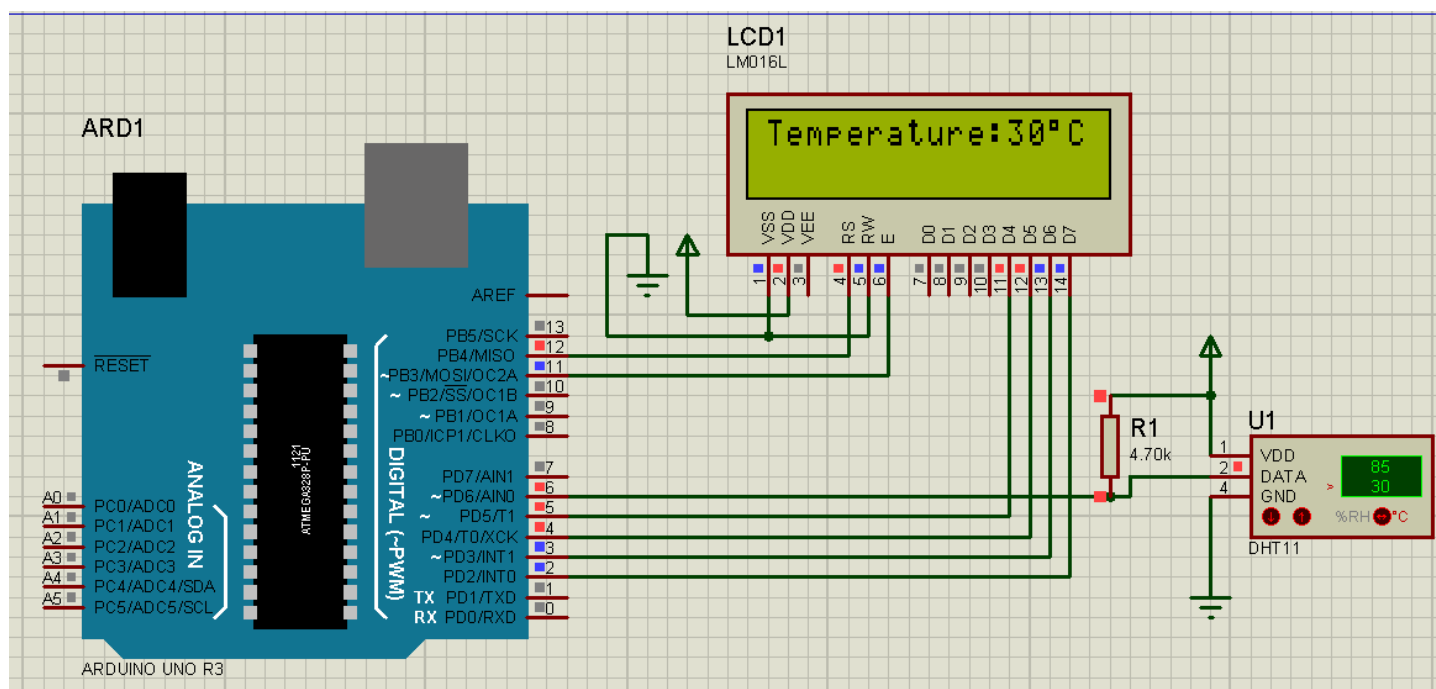 LCD1
LM016L
Temperature:30°C
VSS
VDD
VEE
RS
RW
E
D0
D1
D2
D3
D4
D5
D6
D7
1
2
3
4
5
6
7
8
9
10
11
12
13
14
ARD1
RESET
AREF
PB5/SCK 13
PB4/MISO 12
~PB3/MOSI/OC2A 11
~ PB2/SS/OC1B 10
~ PB1/OC1A 9
PB0/ICP1/CLKO 8
PD7/AIN1 7
~PD6/AIN0 6
~ PD5/T1 5
PD4/T0/XCK 4
~PD3/INT1 3
PD2/INT0 2
TX PD1/TXD 1
RX PD0/RXD 0
DIGITAL (~PWM)
1121
ATMEGA328P-PU
ANALOG IN
A0 PC0/ADC0
A1 PC1/ADC1
A2 PC2/ADC2
A3 PC3/ADC3
A4 PC4/ADC4/SDA
A5 PC5/ADC5/SCL
ARDUINO UNO R3
R1
4.70k
U1
1 VDD
2 DATA
4 GND
85
> 30
%RH °C
DHT11